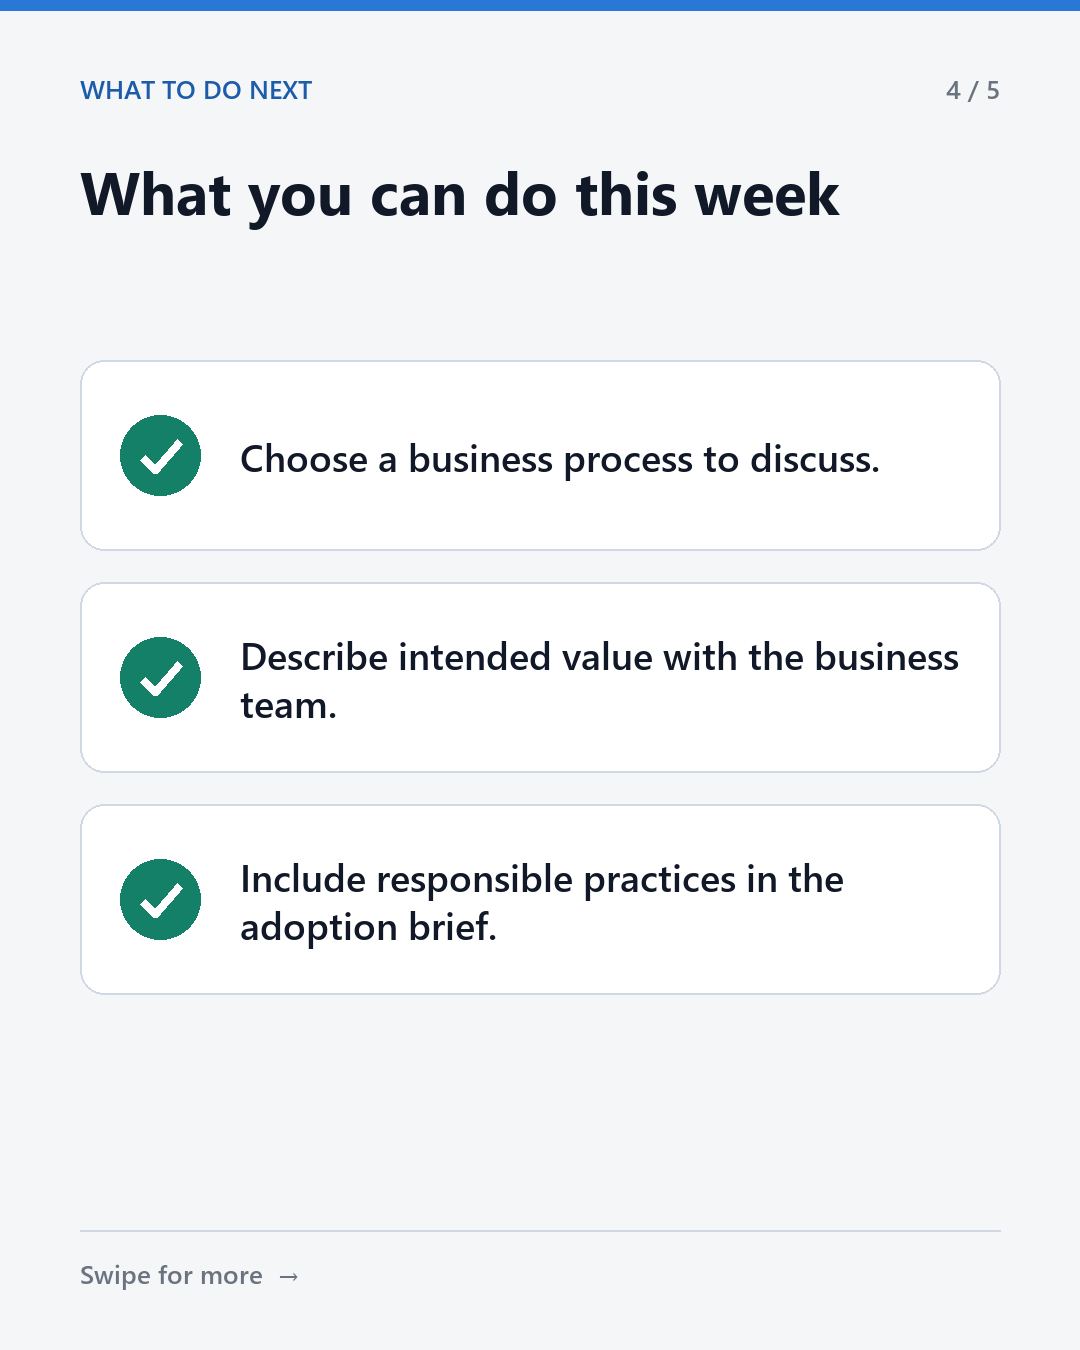 WHAT TO DO NEXT
4 / 5
What you can do this week
Choose a business process to discuss.
Describe intended value with the business
team.
Include responsible practices in the
adoption brief.
Swipe for more →